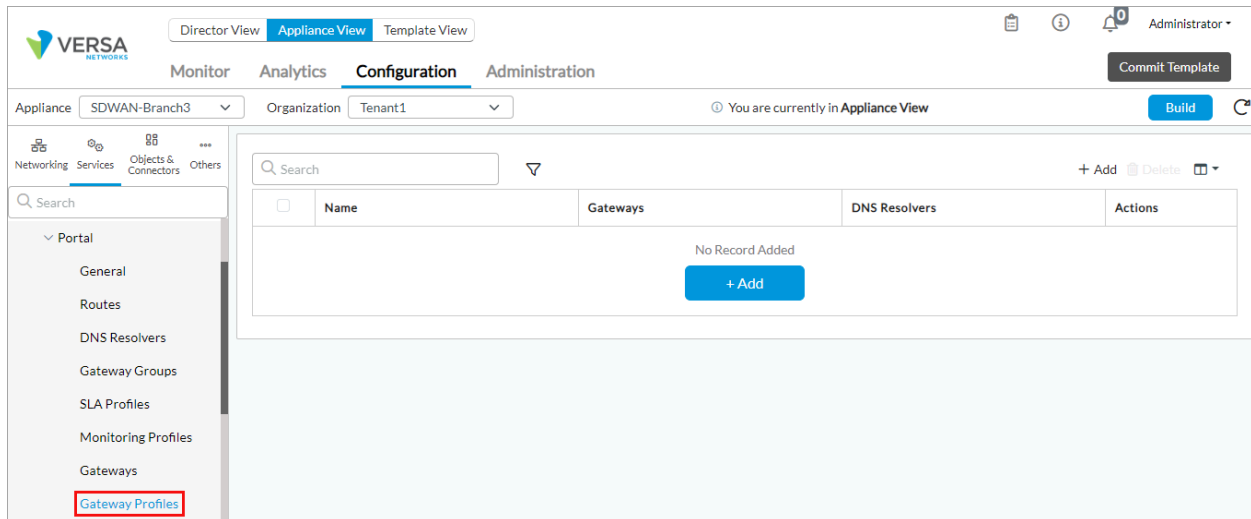 Director View Appliance View Template View
0
Administrator
VERSA
NETWORKS
Monitor Analytics Configuration Administration
Commit Template
Appliance SDWAN-Branch3 Organization Tenant1 You are currently in Appliance View Build
Networking Services Objects & Connectors Others
Search
+ Add Delete
Search
Name Gateways DNS Resolvers Actions
No Record Added
+ Add
Portal
General
Routes
DNS Resolvers
Gateway Groups
SLA Profiles
Monitoring Profiles
Gateways
Gateway Profiles